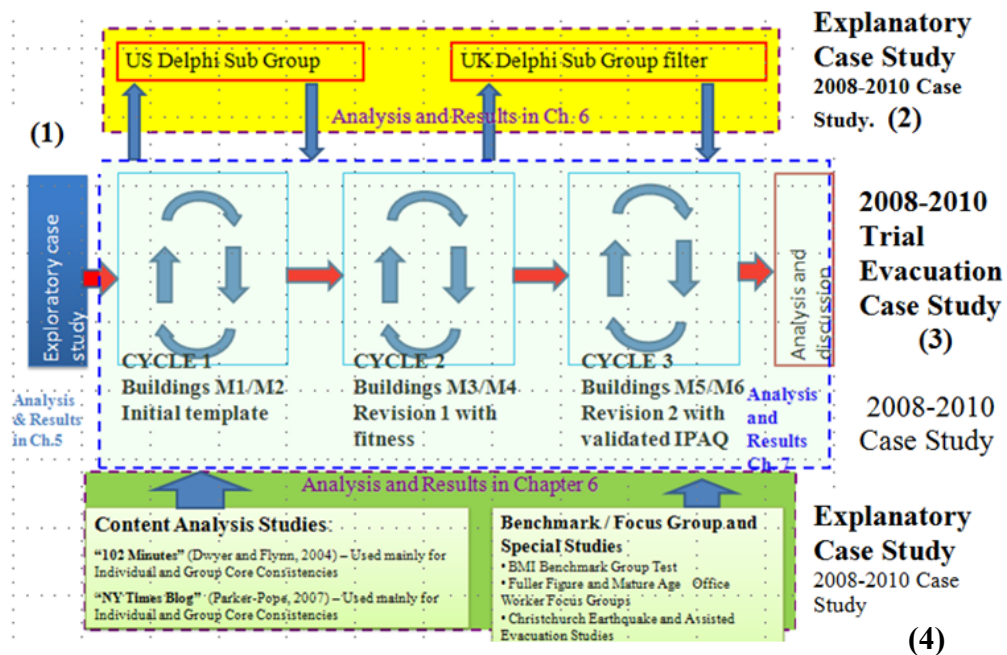 US Delphi Sub Group
UK Delphi Sub Group filter
Analysis and Results in Ch. 6
Explanatory
Case Study
2008-2010 Case
Study. (2)
(1)
Exploratory case
study
Analysis
& Results
in Ch.5
CYCLE 1
Buildings M1/M2
Initial template
CYCLE 2
Buildings M3/M4
Revision 1 with
fitness
CYCLE 3
Buildings M5/M6
Revision 2 with
validated IPAQ
Analysis
and
Results
Ch. 7
Analysis and
discussion
2008-2010
Trial
Evacuation
Case Study
(3)
2008-2010
Case Study
Analysis and Results in Chapter 6
Content Analysis Studies:
“102 Minutes” (Dwyer and Flynn, 2004) – Used mainly for
Individual and Group Core Consistencies
“NY Times Blog” (Parker-Pope, 2007) – Used mainly for
Individual and Group Core Consistencies
Benchmark / Focus Group and
Special Studies
• BMI Benchmark Group Test
• Fuller Figure and Mature Age Office
Worker Focus Groups
• Christchurch Earthquake and Assisted
Evacuation Studies
Explanatory
Case Study
2008-2010 Case
Study
(4)